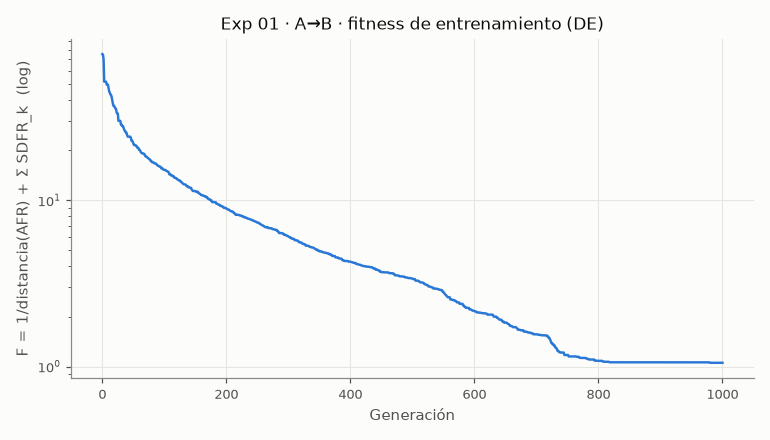 Exp 01 · A→B · fitness de entrenamiento (DE)
F = 1/distancia(AFR) + Σ SDFR_k (log)
10¹
10⁰
0 200 400 600 800 1000
Generación